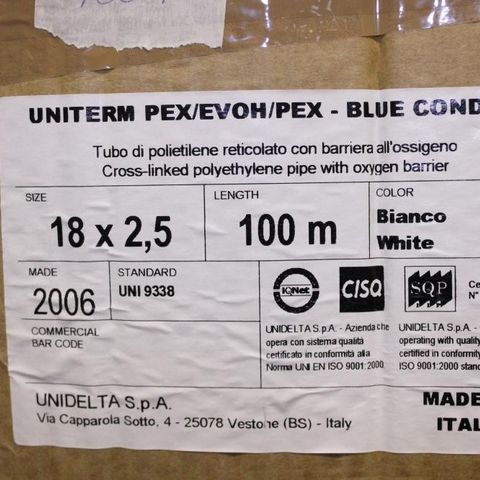 UNITERM PEX/EVOH/PEX - BLUE COND
Tubo di polietilene reticolato con barriera all'ossigeno
Cross-linked polyethylene pipe with oxygen barrier
SIZE
18 x 2,5
LENGTH
100 m
COLOR
Bianco
White
MADE
2006
STANDARD
UNI 9338
COMMERCIAL
BAR CODE
IQNet
CISQ
SQP
Ce
N°
UNIDELTA S.p.A. - Azienda che
opera con sistema qualità
certificato in conformità alla
Norma UNI EN ISO 9001:2000
UNIDELTA S.p.A. -
operating with quality
certified in conformity
ISO 9001:2000 stand
UNIDELTA S.p.A.
Via Capparola Sotto, 4 - 25078 Vestone (BS) - Italy
MADE
ITAL